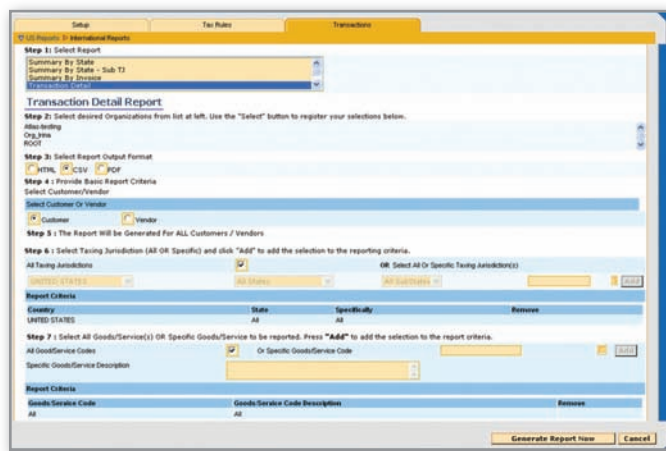 Setup Tax Rules Transactions
US Reports International Reports
Step 1: Select Report
Summary By State
Summary By State - Sub TJ
Summary By Invoice
Transaction Detail
Transaction Detail Report
Step 2: Select desired Organizations from list at left. Use the "Select" button to register your selections below.
Atlas-testing
Org_Irma
ROOT
Step 3: Select Report Output Format
HTML CSV PDF
Step 4 : Provide Basic Report Criteria
Select Customer/Vendor
Select Customer Or Vendor
Customer Vendor
Step 5 : The Report Will be Generated For ALL Customers / Vendors
Step 6 : Select Taxing Jurisdiction (All OR Specific) and click "Add" to add the selection to the reporting criteria.
All Taxing Jurisdictions OR Select All Or Specific Taxing Jurisdiction(s)
UNITED STATES All States All SubStates Add
Report Criteria
Country State Specifically Remove
UNITED STATES All All
Step 7 : Select All Goods/Service(s) OR Specific Goods/Service to be reported. Press "Add" to add the selection to the report criteria.
All Good/Service Codes Or Specific Goods/Service Code Add
Specific Goods/Service Description
Report Criteria
Goods/Service Code Goods/Service Code Description Remove
All All
Generate Report Now Cancel